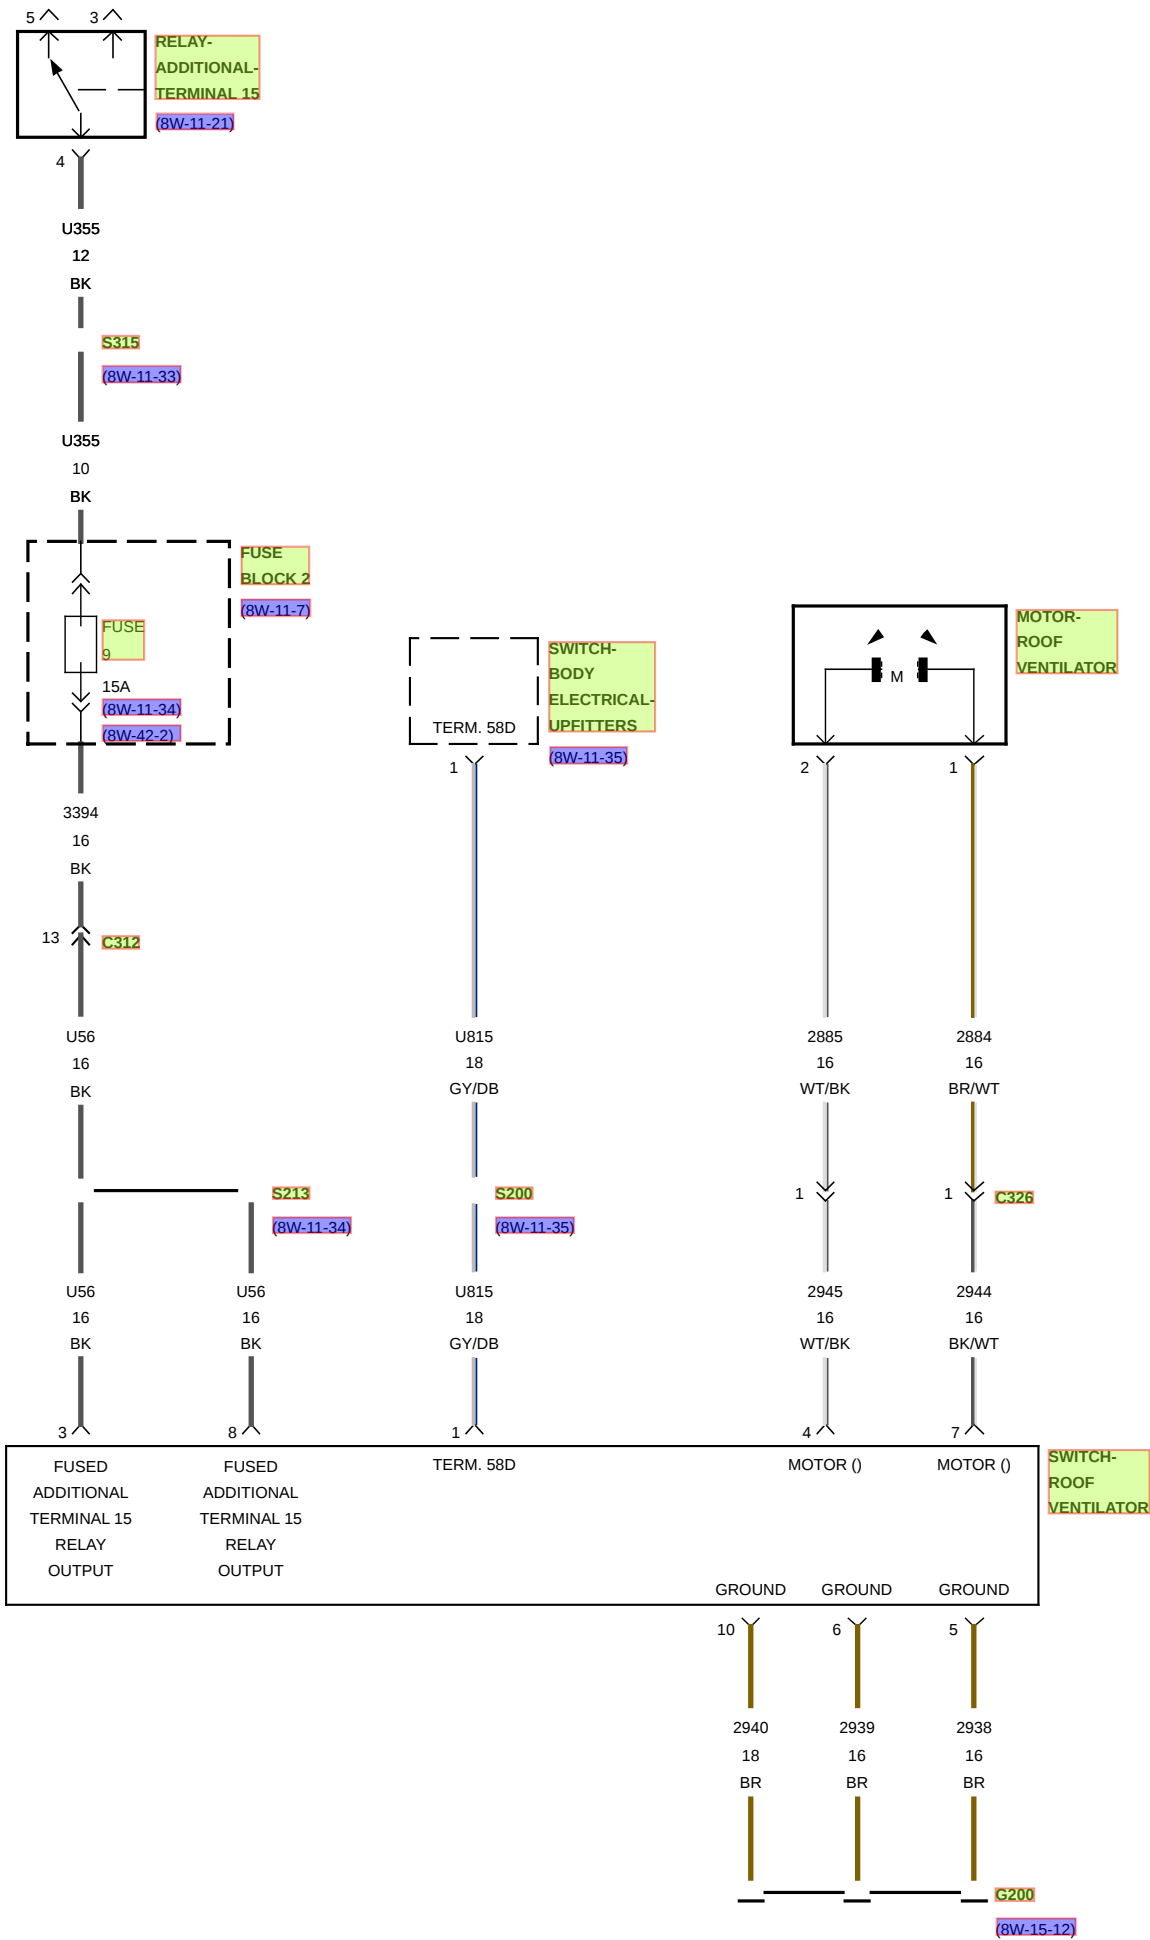 5
3
RELAY-
ADDITIONAL-
TERMINAL 15
(8W-11-21)
4
U355
12
BK
S315
(8W-11-33)
U355
10
BK
FUSE
BLOCK 2
(8W-11-7)
FUSE
9
15A
(8W-11-34)
(8W-42-2)
SWITCH-
BODY
ELECTRICAL-
UPFITTERS
(8W-11-35)
TERM. 58D
1
MOTOR-
ROOF
VENTILATOR
M
2
1
3394
16
BK
13
C312
U56
16
BK
U815
18
GY/DB
2885
16
WT/BK
2884
16
BR/WT
S213
(8W-11-34)
S200
(8W-11-35)
1
1
C326
U56
16
BK
U56
16
BK
U815
18
GY/DB
2945
16
WT/BK
2944
16
BK/WT
3
8
1
4
7
FUSED
ADDITIONAL
TERMINAL 15
RELAY
OUTPUT
FUSED
ADDITIONAL
TERMINAL 15
RELAY
OUTPUT
TERM. 58D
MOTOR ()
MOTOR ()
SWITCH-
ROOF
VENTILATOR
GROUND
GROUND
GROUND
10
6
5
2940
18
BR
2939
16
BR
2938
16
BR
G200
(8W-15-12)